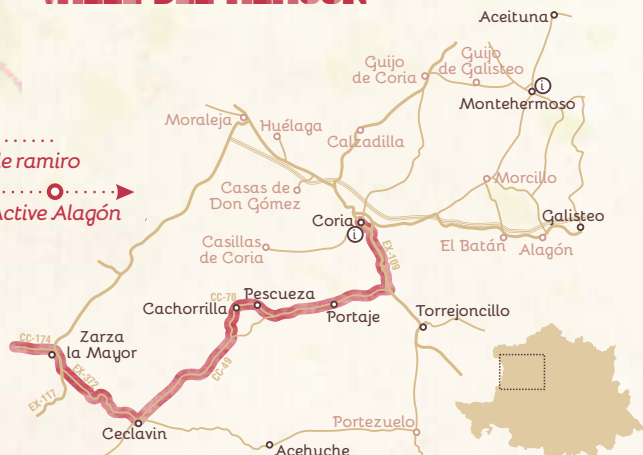 Aceituna
Guijo
de Coria
Guijo
de Galisteo
i
Montehermoso
Moraleja
Huélaga
Calzadilla
de ramiro
Active Alagón
Casas de
Don Gómez
Morcillo
Coria
i
Galisteo
Casillas
de Coria
EX-109
El Batán
Alagón
CC-70
Pescueza
Cachorrilla
Portaje
Torrejoncillo
CC-174
Zarza
la Mayor
EX-372
CC-49
EX-117
Ceclavin
Portezuelo
Acehuche